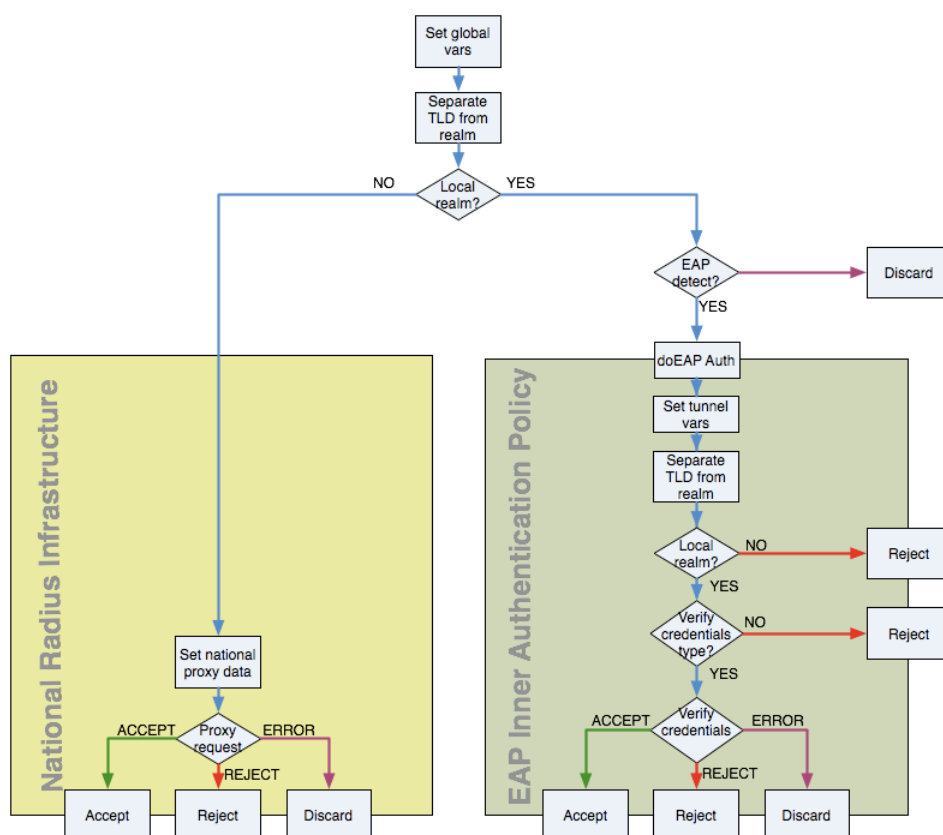 Set global
vars
Separate
TLD from
realm
NO
Local
realm?
YES
EAP
detect?
Discard
YES
National Radius Infrastructure
Set national
proxy data
ACCEPT
Proxy
request
ERROR
REJECT
Accept
Reject
Discard
EAP Inner Authentication Policy
doEAP Auth
Set tunnel
vars
Separate
TLD from
realm
Local
realm?
NO
Reject
YES
Verify
credentials
type?
NO
Reject
YES
ACCEPT
Verify
credentials
ERROR
REJECT
Accept
Reject
Discard